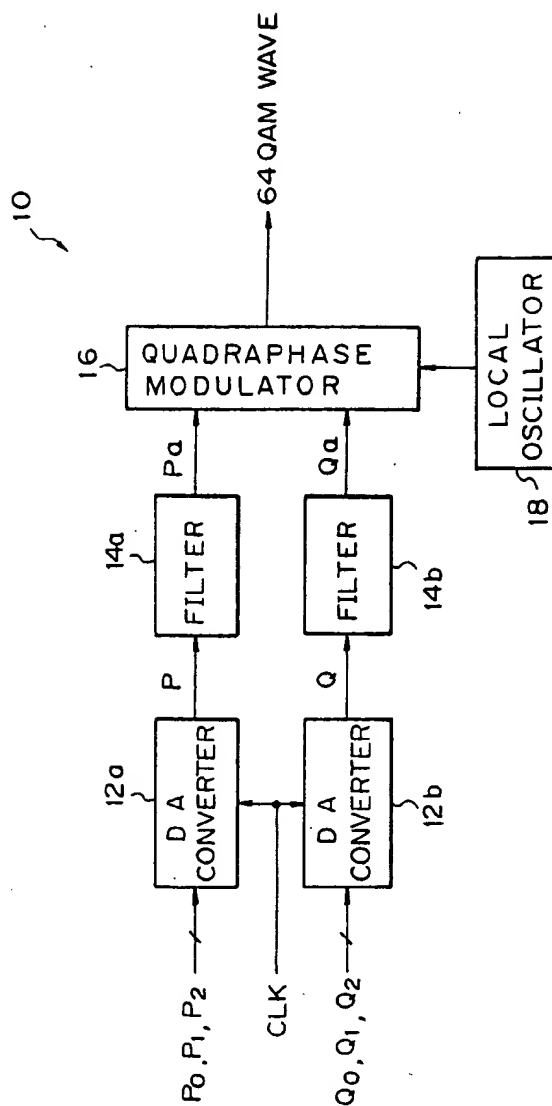 10
P0, P1, P2
12a
DA
CONVERTER
P
14a
FILTER
Pa
16
QUADRAPHASE
MODULATOR
64 QAM WAVE
CLK
Q0, Q1, Q2
DA
CONVERTER
12b
Q
FILTER
14b
Qa
LOCAL
OSCILLATOR
18